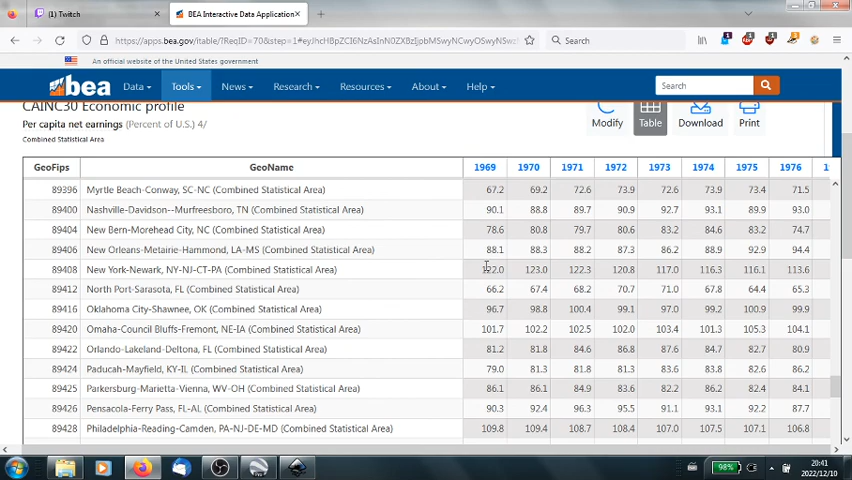 (1) Twitch
BEA Interactive Data Application
https://apps.bea.gov/itable/?ReqID=70&step=1#
Search
An official website of the United States government
bea
Data Tools News Research Resources About Help Search
CAINC30 Economic profile
Per capita net earnings (Percent of U.S.) 4/
Combined Statistical Area
Modify Table Download Print
GeoFips GeoName 1969 1970 1971 1972 1973 1974 1975 1976
89396 Myrtle Beach-Conway, SC-NC (Combined Statistical Area) 67.2 69.2 72.6 73.9 72.6 73.9 73.4 71.5
89400 Nashville-Davidson--Murfreesboro, TN (Combined Statistical Area) 90.1 88.8 89.7 90.9 92.7 93.1 89.9 93.0
89404 New Bern-Morehead City, NC (Combined Statistical Area) 78.6 80.8 79.7 80.6 79.4 83.2 83.2 74.7
89406 New Orleans-Metairie-Hammond, LA-MS (Combined Statistical Area) 88.1 88.3 88.2 87.3 86.2 88.9 92.9 94.4
89408 New York-Newark, NY-NJ-CT-PA (Combined Statistical Area) 122.0 123.0 122.3 120.8 117.0 116.3 116.1 113.6
89412 North Port-Sarasota, FL (Combined Statistical Area) 66.2 67.4 68.2 70.7 71.0 67.8 64.4 65.3
89416 Oklahoma City-Shawnee, OK (Combined Statistical Area) 96.7 98.8 100.4 99.1 97.0 99.2 100.9 99.9
89420 Omaha-Council Bluffs-Fremont, NE-IA (Combined Statistical Area) 101.7 102.2 102.5 102.0 103.4 101.3 105.3 104.1
89422 Orlando-Lakeland-Deltona, FL (Combined Statistical Area) 81.2 81.8 84.6 86.8 87.6 84.7 82.7 80.9
89424 Paducah-Mayfield, KY-IL (Combined Statistical Area) 79.0 81.3 81.8 81.3 83.6 83.8 82.6 86.2
89425 Parkersburg-Marietta-Vienna, WV-OH (Combined Statistical Area) 86.1 86.1 84.9 83.6 82.2 86.2 82.4 84.1
89426 Pensacola-Ferry Pass, FL-AL (Combined Statistical Area) 90.3 92.4 96.3 95.5 91.1 93.1 92.2 87.7
89428 Philadelphia-Reading-Camden, PA-NJ-DE-MD (Combined Statistical Area) 109.8 109.4 108.7 108.4 107.0 107.5 107.1 106.8
98%
20:41
2022/12/10